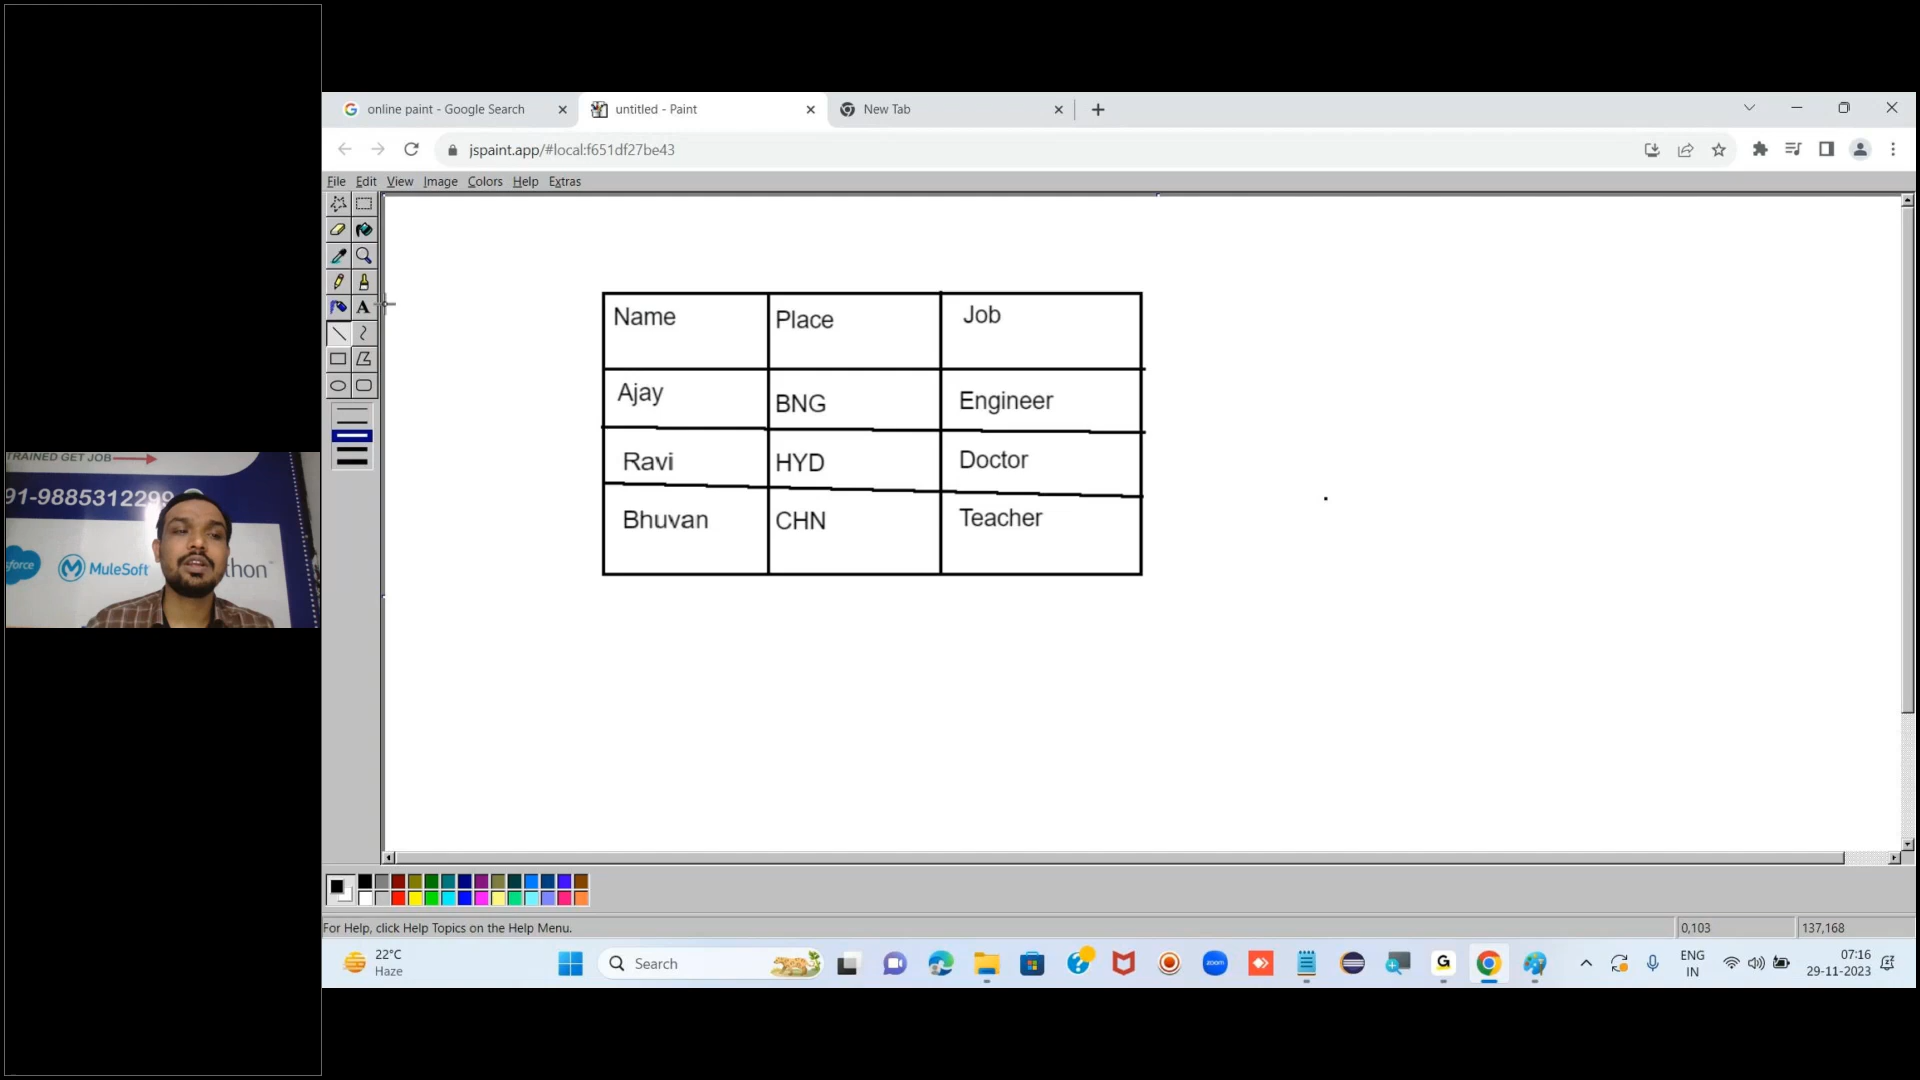 online paint - Google Search
untitled - Paint
New Tab
jspaint.app/#local:f651df27be43
File Edit View Image Colors Help Extras
A
Name Place Job
Ajay BNG Engineer
Ravi HYD Doctor
Bhuvan CHN Teacher
TRAINED GET JOB
91-9885312299
force MuleSoft thon
For Help, click Help Topics on the Help Menu.
0,103
137,168
22°C
Haze
Search
zoom
G
ENG
IN
07:16
29-11-2023